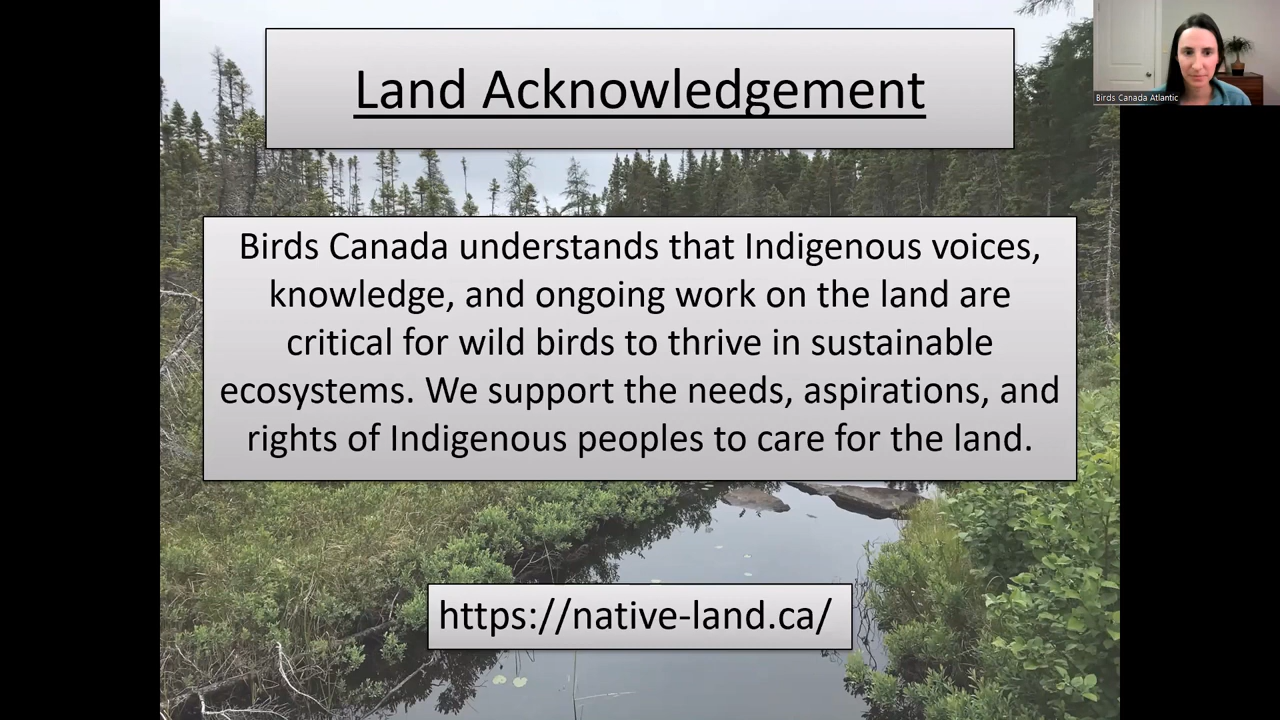 Land Acknowledgement
Birds Canada Atlantic
Birds Canada understands that Indigenous voices,
knowledge, and ongoing work on the land are
critical for wild birds to thrive in sustainable
ecosystems. We support the needs, aspirations, and
rights of Indigenous peoples to care for the land.
https://native-land.ca/